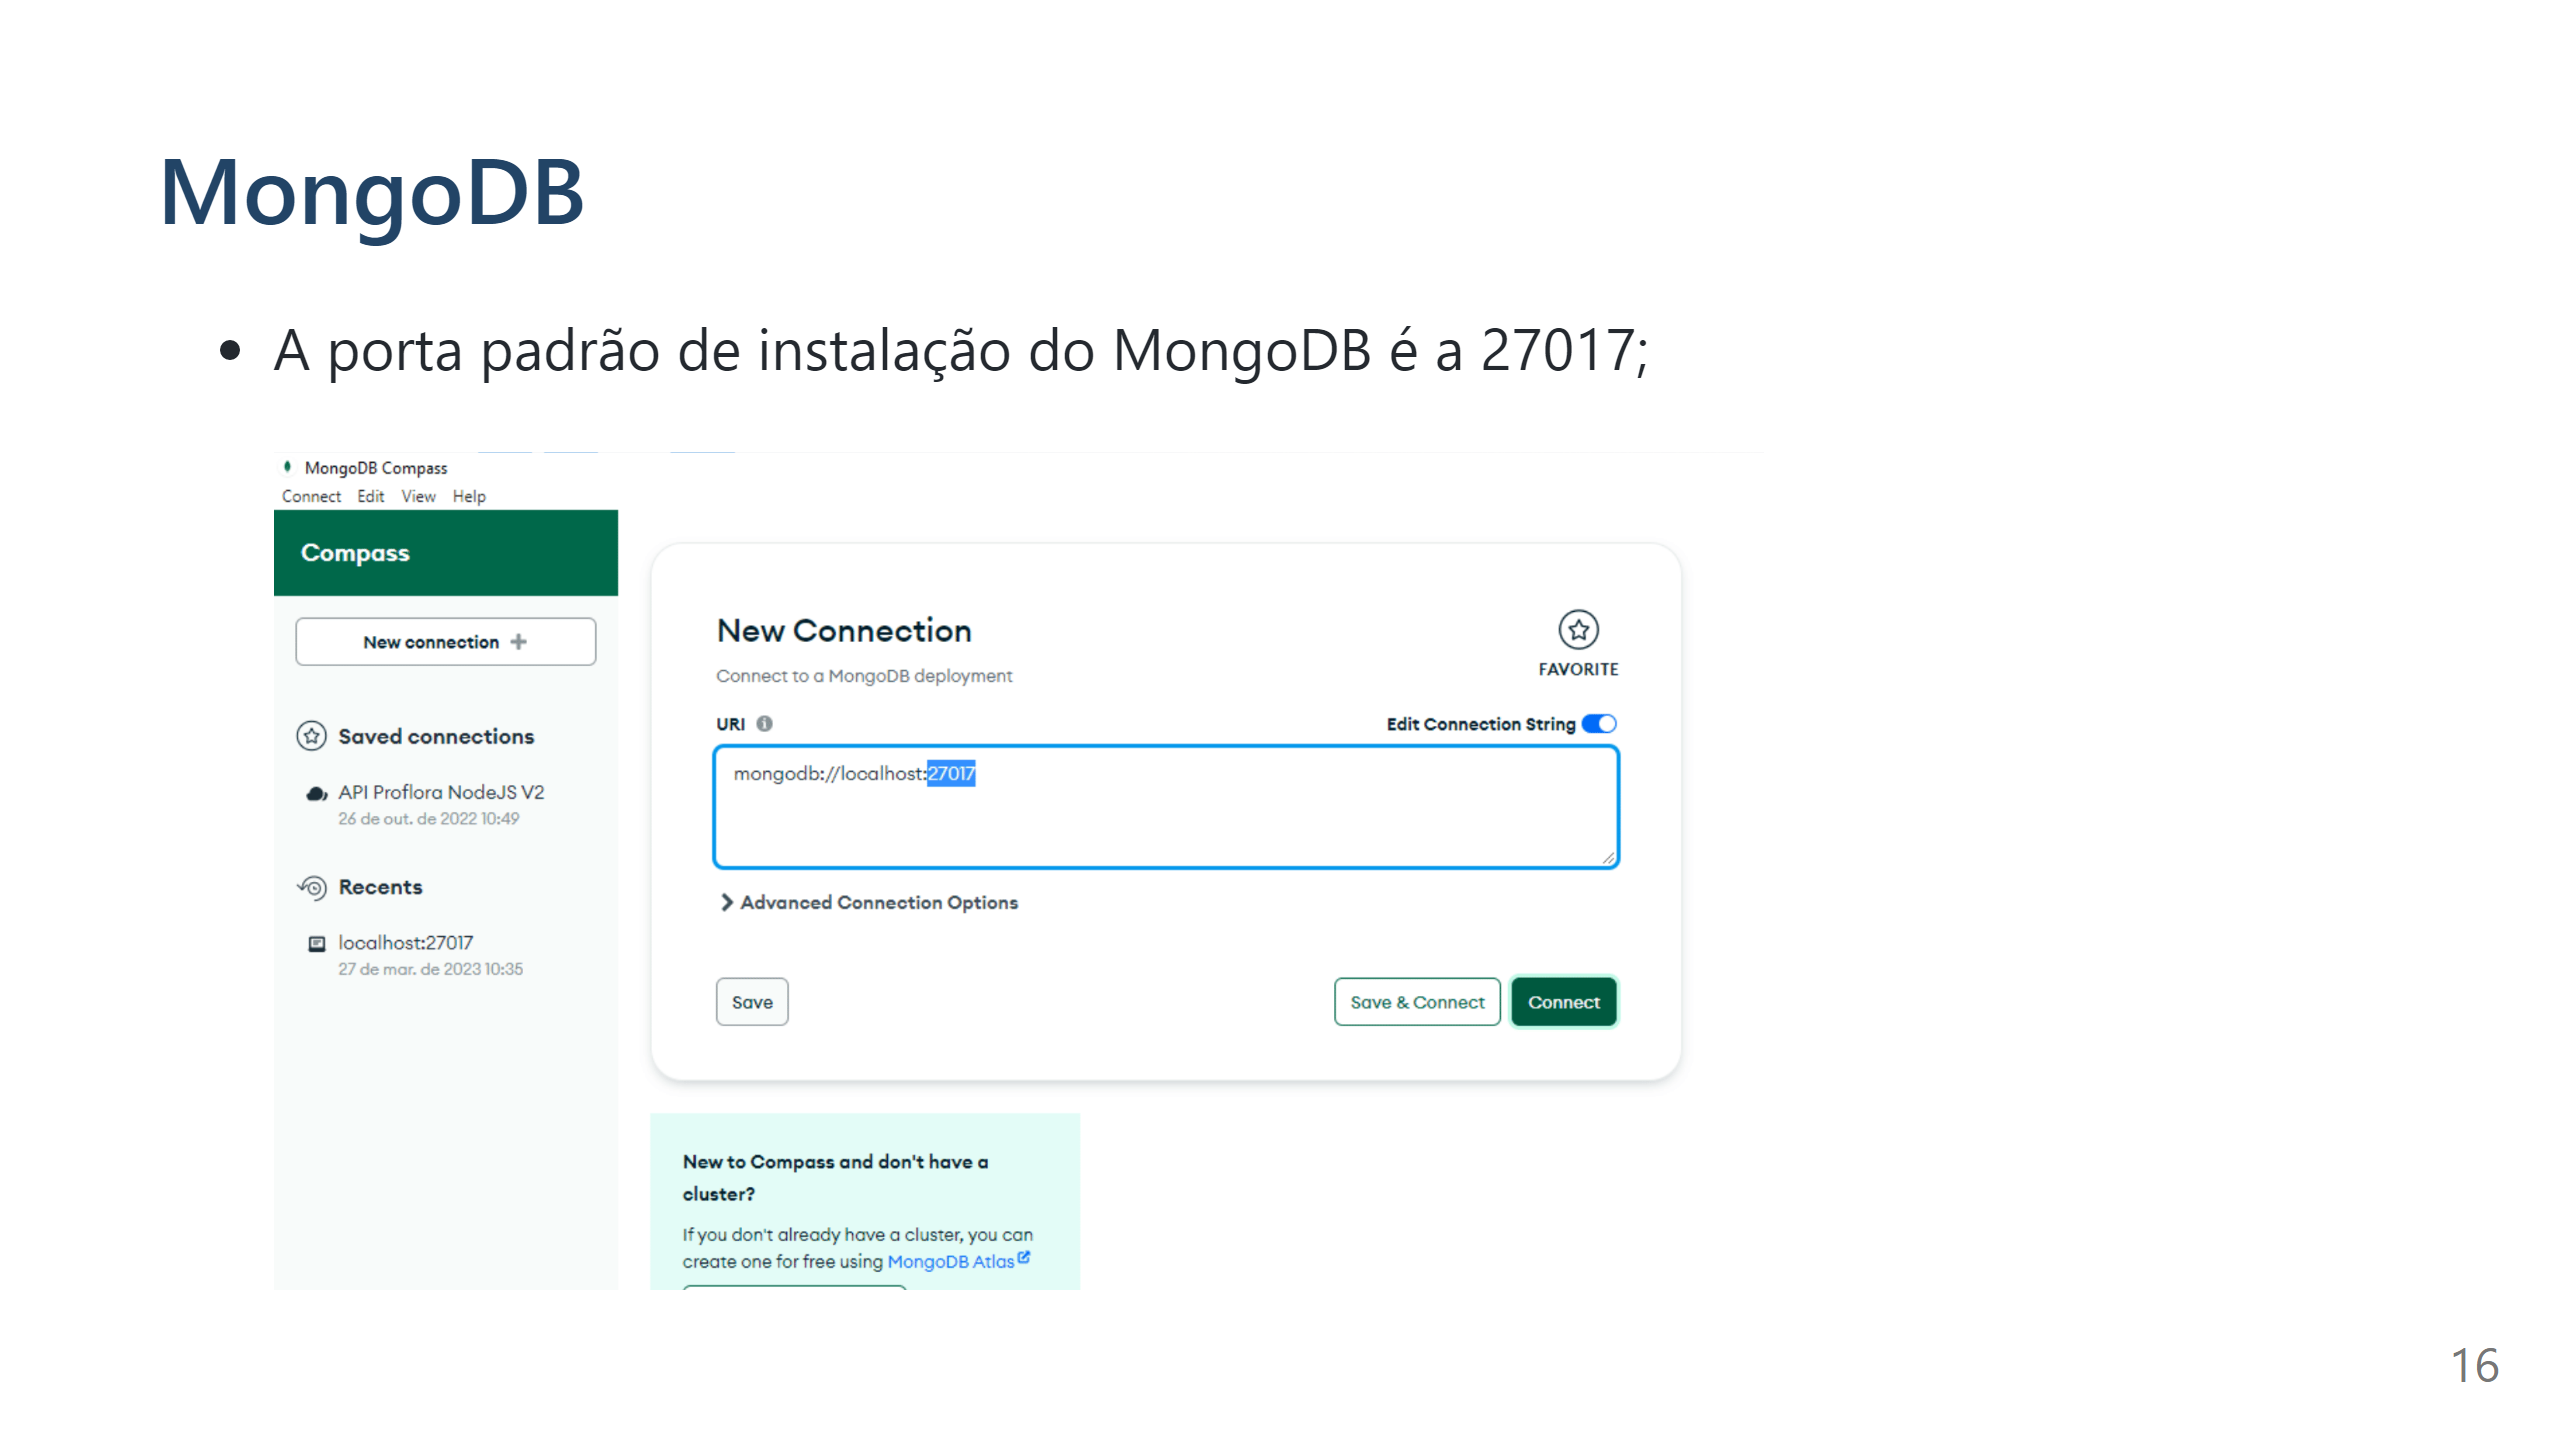 MongoDB
• A porta padrão de instalação do MongoDB é a 27017;
MongoDB Compass
Connect Edit View Help
Compass
New connection
Saved connections
API Proflora NodeJS V2
26 de out. de 2022 10:49
Recents
localhost:27017
27 de mar. de 2023 10:35
New Connection
Connect to a MongoDB deployment
FAVORITE
URI
Edit Connection String
mongodb://localhost:27017
Advanced Connection Options
Save
Save & Connect
Connect
New to Compass and don't have a
cluster?
If you don't already have a cluster, you can
create one for free using MongoDB Atlas
16